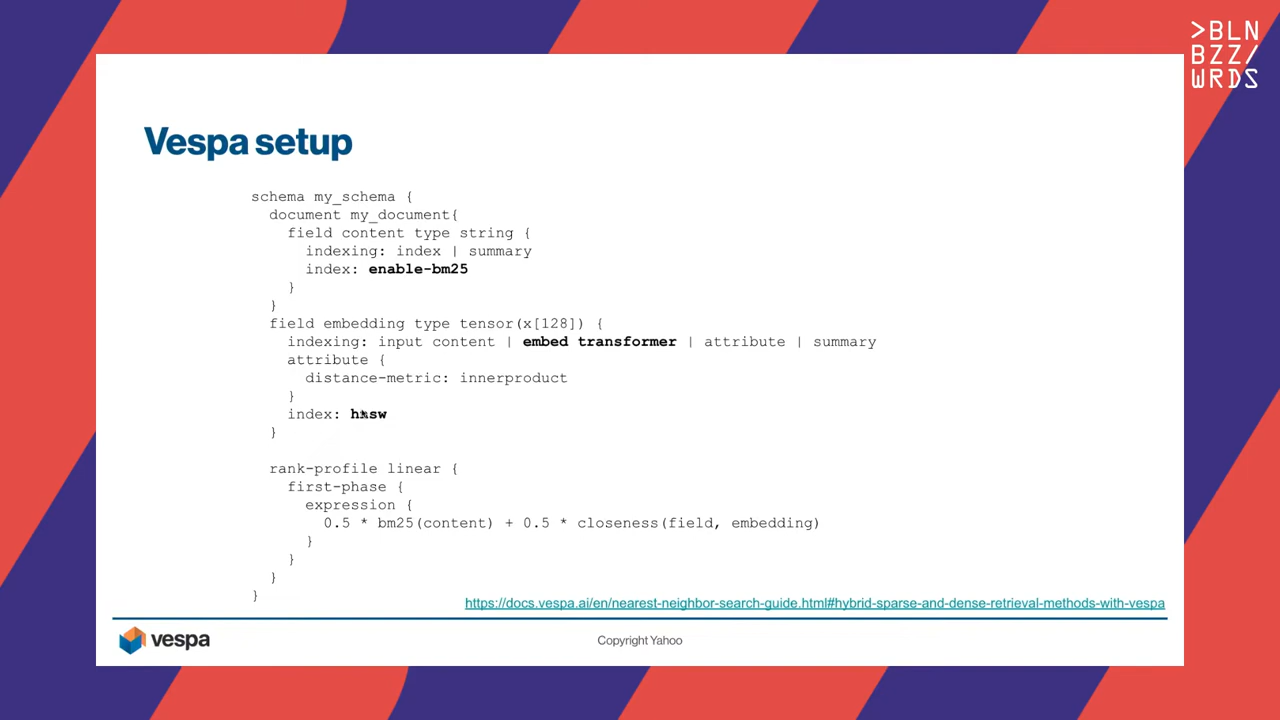 >BLN
BZZ/
WRDS
Vespa setup
schema my_schema {
document my_document{
field content type string {
indexing: index | summary
index: enable-bm25
}
}
field embedding type tensor(x[128]) {
indexing: input content | embed transformer | attribute | summary
attribute {
distance-metric: innerproduct
}
index: hnsw
}
rank-profile linear {
first-phase {
expression {
0.5 * bm25(content) + 0.5 * closeness(field, embedding)
}
}
}
}
https://docs.vespa.ai/en/nearest-neighbor-search-guide.html#hybrid-sparse-and-dense-retrieval-methods-with-vespa
vespa
Copyright Yahoo